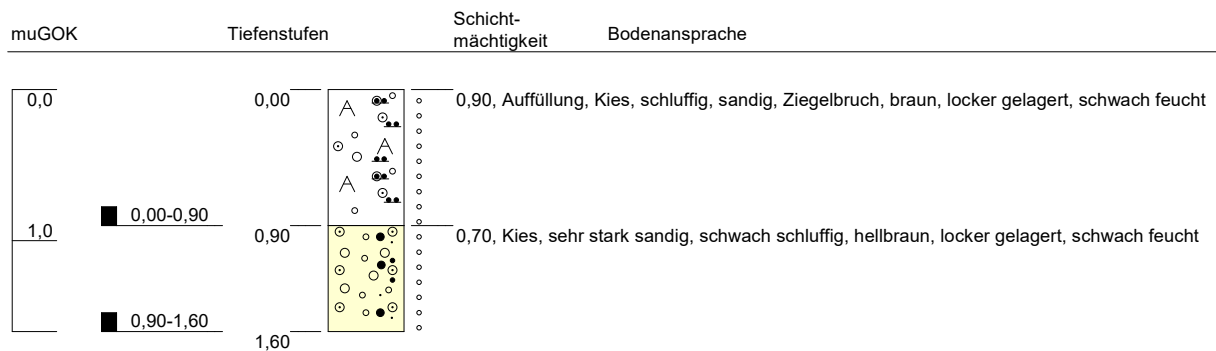 muGOK Tiefenstufen Schicht-
mächtigkeit Bodenansprache
0,0 0,00 0,90, Auffüllung, Kies, schluffig, sandig, Ziegelbruch, braun, locker gelagert, schwach feucht
0,00-0,90
1,0 0,90 0,70, Kies, sehr stark sandig, schwach schluffig, hellbraun, locker gelagert, schwach feucht
0,90-1,60
1,60